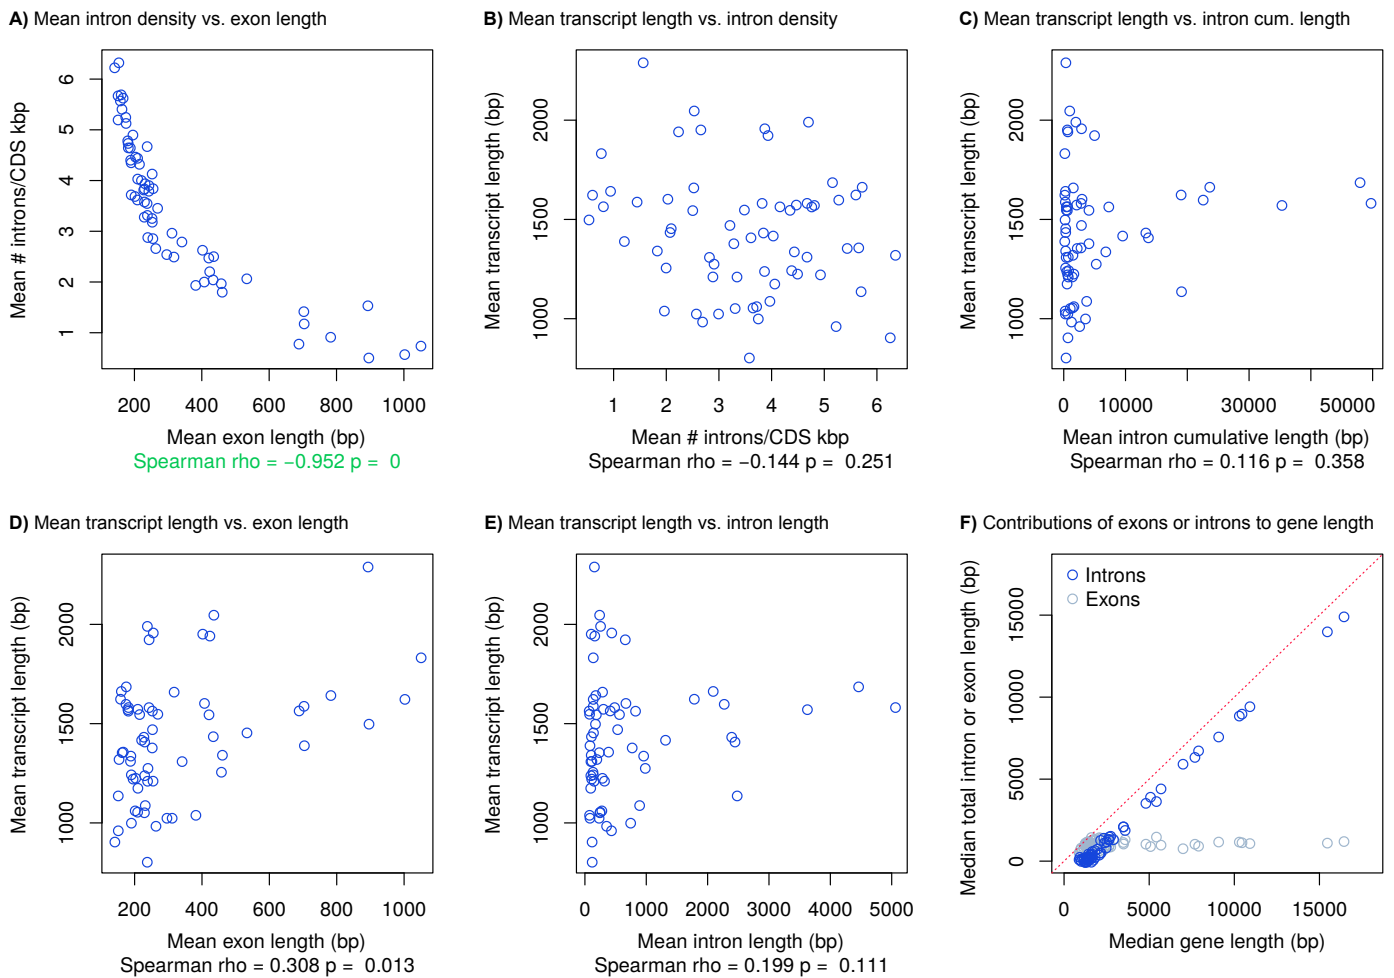 A) Mean intron density vs. exon length
Mean # introns/CDS kbp
6
5
4
3
2
1
200 400 600 800 1000
Mean exon length (bp)
Spearman rho = −0.952 p =  0
B) Mean transcript length vs. intron density
Mean transcript length (bp)
2000
1500
1000
1 2 3 4 5 6
Mean # introns/CDS kbp
Spearman rho = −0.144 p =  0.251
C) Mean transcript length vs. intron cum. length
Mean transcript length (bp)
2000
1500
1000
0 10000 30000 50000
Mean intron cumulative length (bp)
Spearman rho = 0.116 p =  0.358
D) Mean transcript length vs. exon length
Mean transcript length (bp)
2000
1500
1000
200 400 600 800 1000
Mean exon length (bp)
Spearman rho = 0.308 p =  0.013
E) Mean transcript length vs. intron length
Mean transcript length (bp)
2000
1500
1000
0 1000 2000 3000 4000 5000
Mean intron length (bp)
Spearman rho = 0.199 p =  0.111
F) Contributions of exons or introns to gene length
Median total intron or exon length (bp)
Introns
Exons
15000
10000
5000
0
0 5000 10000 15000
Median gene length (bp)